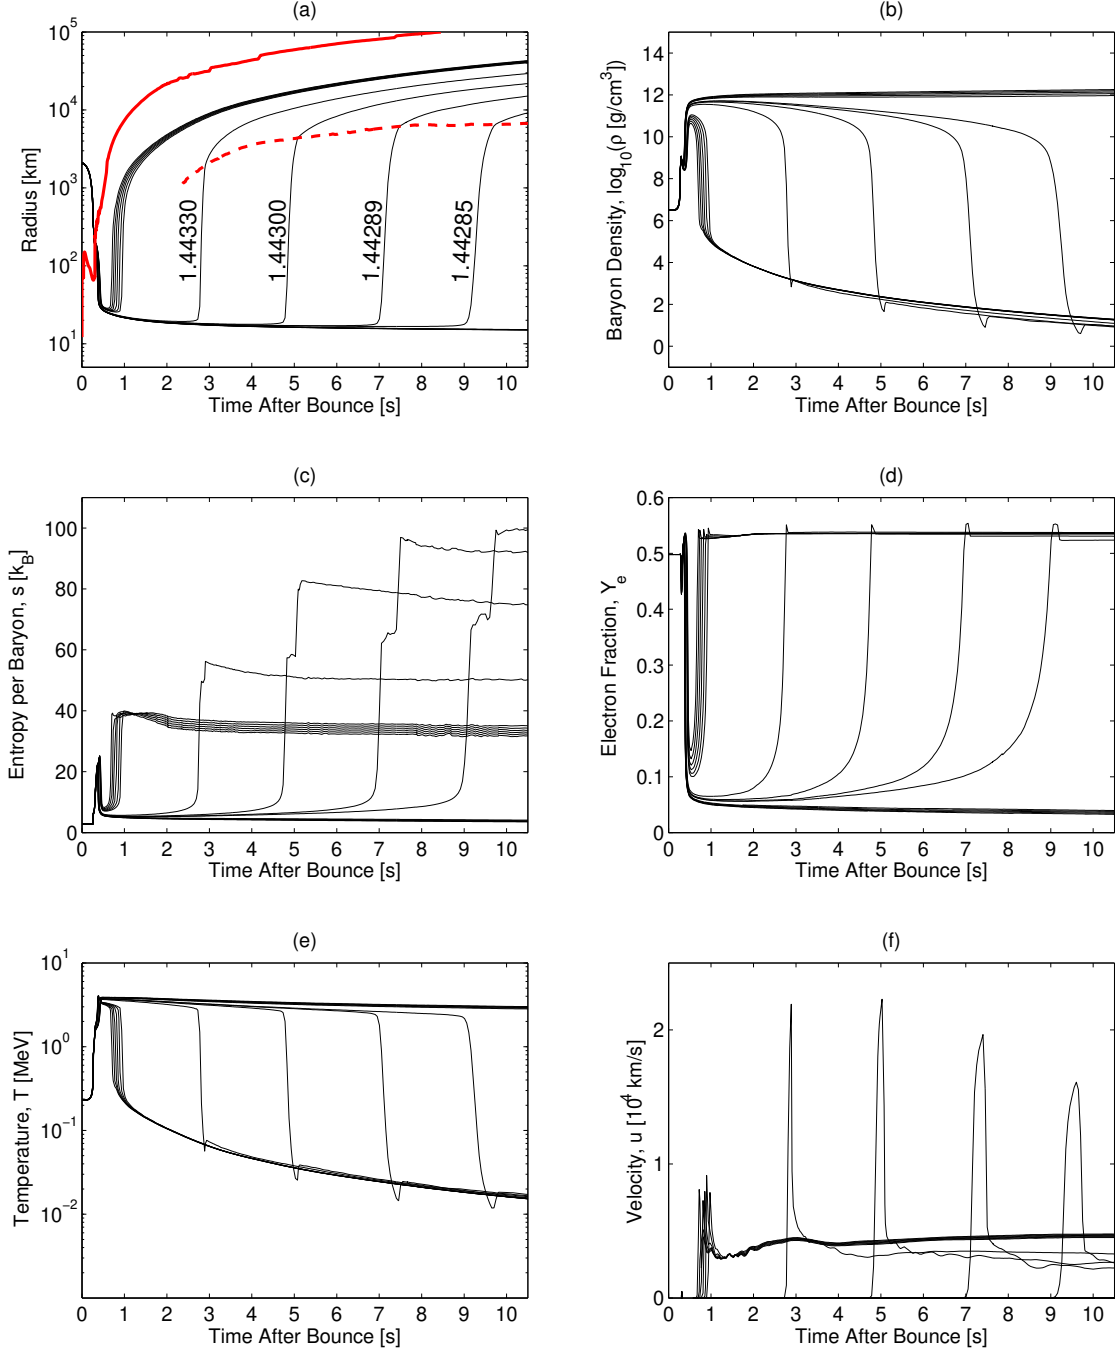 (a)
10^5
10^4
10^3
10^2
10^1
Radius [km]
1.44330
1.44300
1.44289
1.44285
0 1 2 3 4 5 6 7 8 9 10
Time After Bounce [s]
(b)
14
12
10
8
6
4
2
0
Baryon Density, log_10(ρ [g/cm^3])
0 1 2 3 4 5 6 7 8 9 10
Time After Bounce [s]
(c)
100
80
60
40
20
0
Entropy per Baryon, s [k_B]
0 1 2 3 4 5 6 7 8 9 10
Time After Bounce [s]
(d)
0.6
0.5
0.4
0.3
0.2
0.1
0
Electron Fraction, Y_e
0 1 2 3 4 5 6 7 8 9 10
Time After Bounce [s]
(e)
10^1
10^0
10^-1
10^-2
Temperature, T [MeV]
0 1 2 3 4 5 6 7 8 9 10
Time After Bounce [s]
(f)
2
1
0
Velocity, u [10^4 km/s]
0 1 2 3 4 5 6 7 8 9 10
Time After Bounce [s]